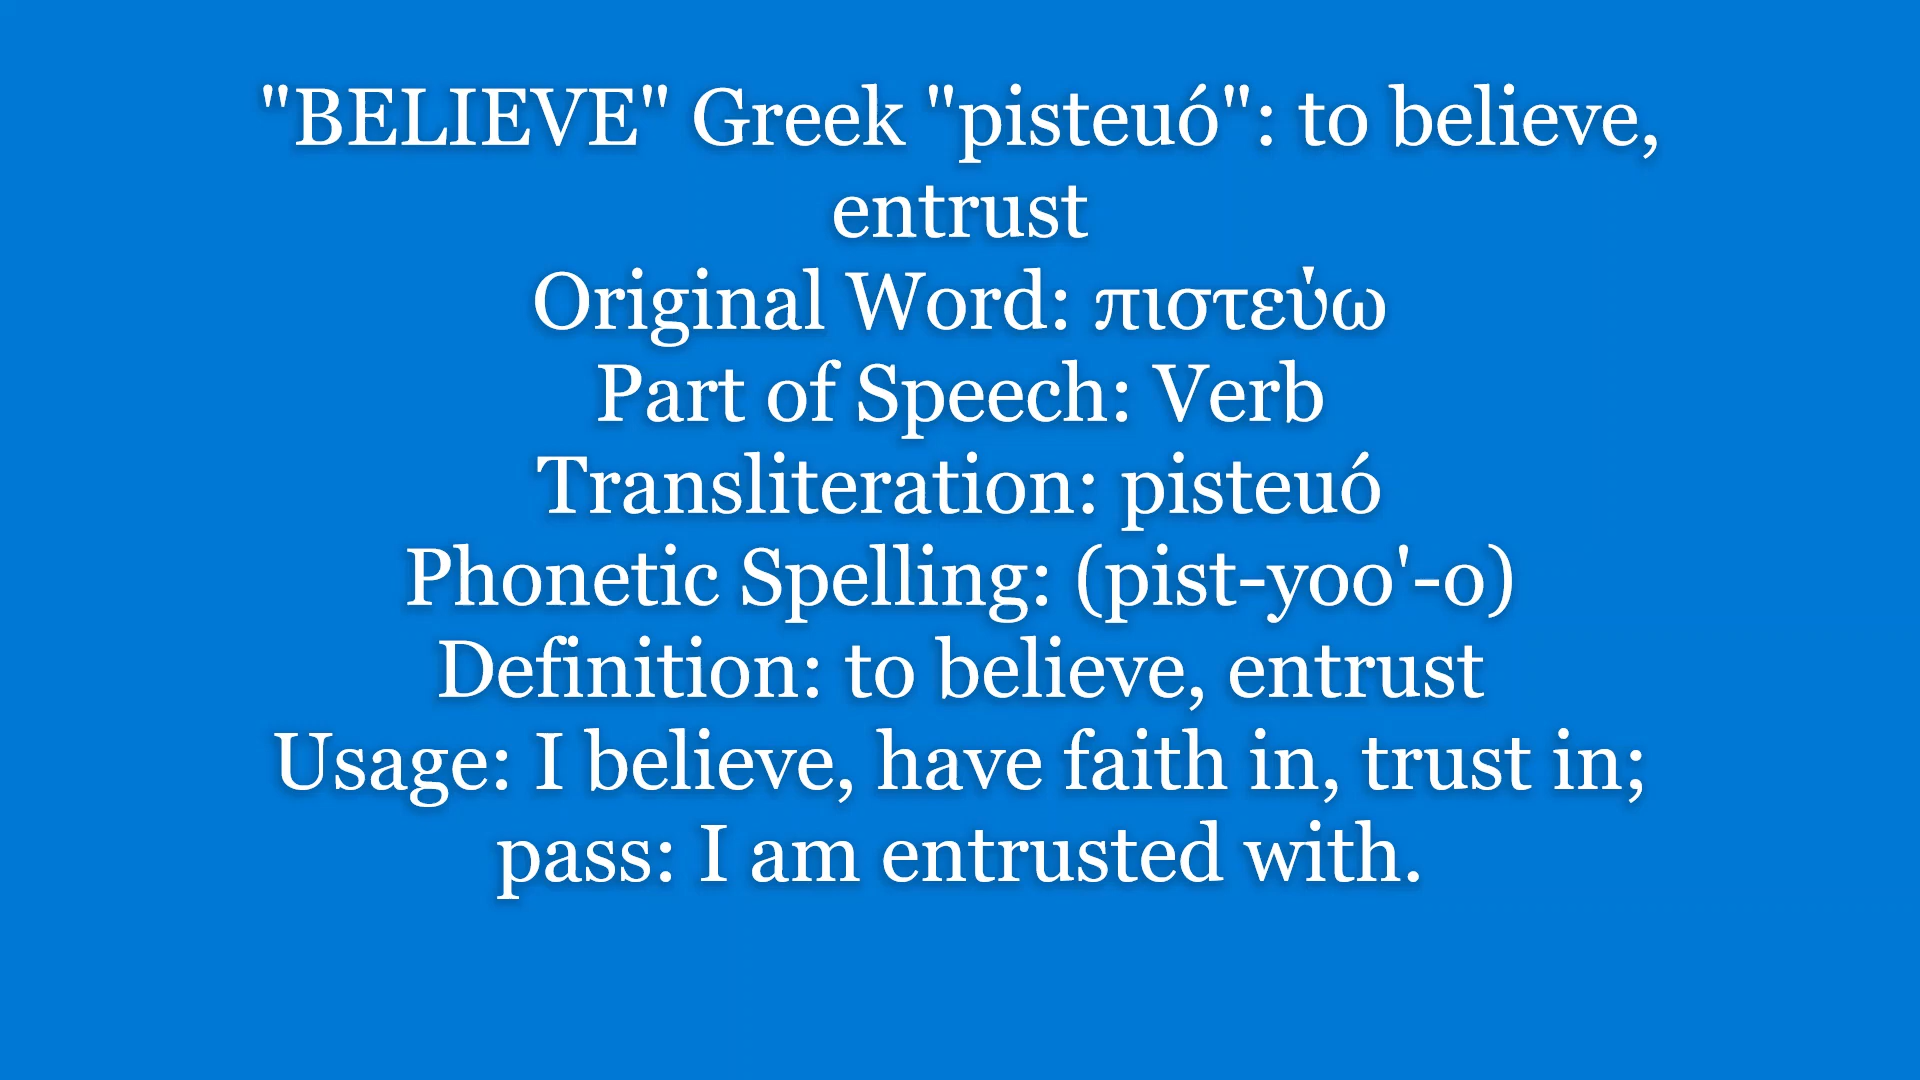 "BELIEVE" Greek "pisteuó": to believe,
entrust
Original Word: πιστεύω
Part of Speech: Verb
Transliteration: pisteuó
Phonetic Spelling: (pist-yoo'-o)
Definition: to believe, entrust
Usage: I believe, have faith in, trust in;
pass: I am entrusted with.